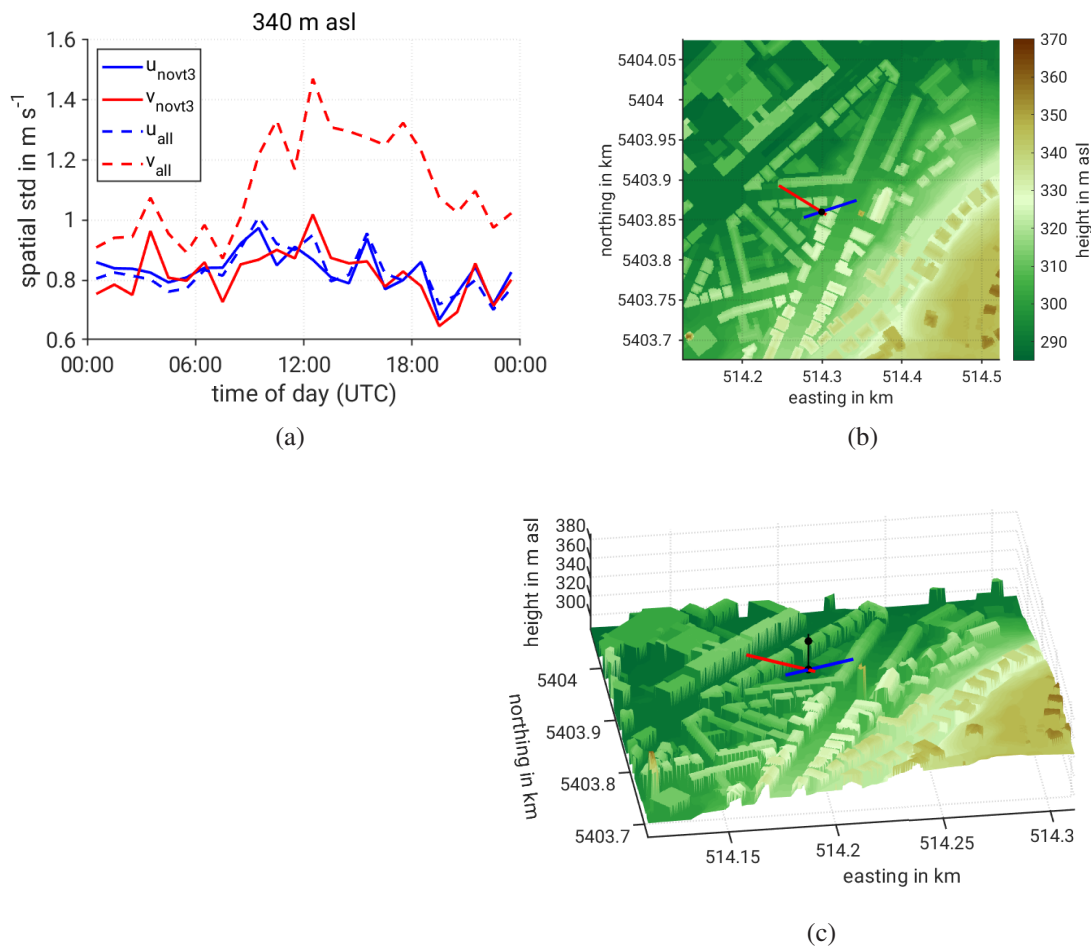 340 m asl
spatial std in m s⁻¹
1.6
1.4
1.2
1
0.8
0.6
u_novt3
v_novt3
u_all
v_all
00:00 06:00 12:00 18:00 00:00
time of day (UTC)
(a)
northing in km
5404.05
5404
5403.95
5403.9
5403.85
5403.8
5403.75
5403.7
514.2 514.3 514.4 514.5
easting in km
370
360
350
340
330
320
310
300
290
height in m asl
(b)
height in m asl
380
360
340
320
300
northing in km
5404
5403.9
5403.8
5403.7
514.15 514.2 514.25 514.3
easting in km
(c)